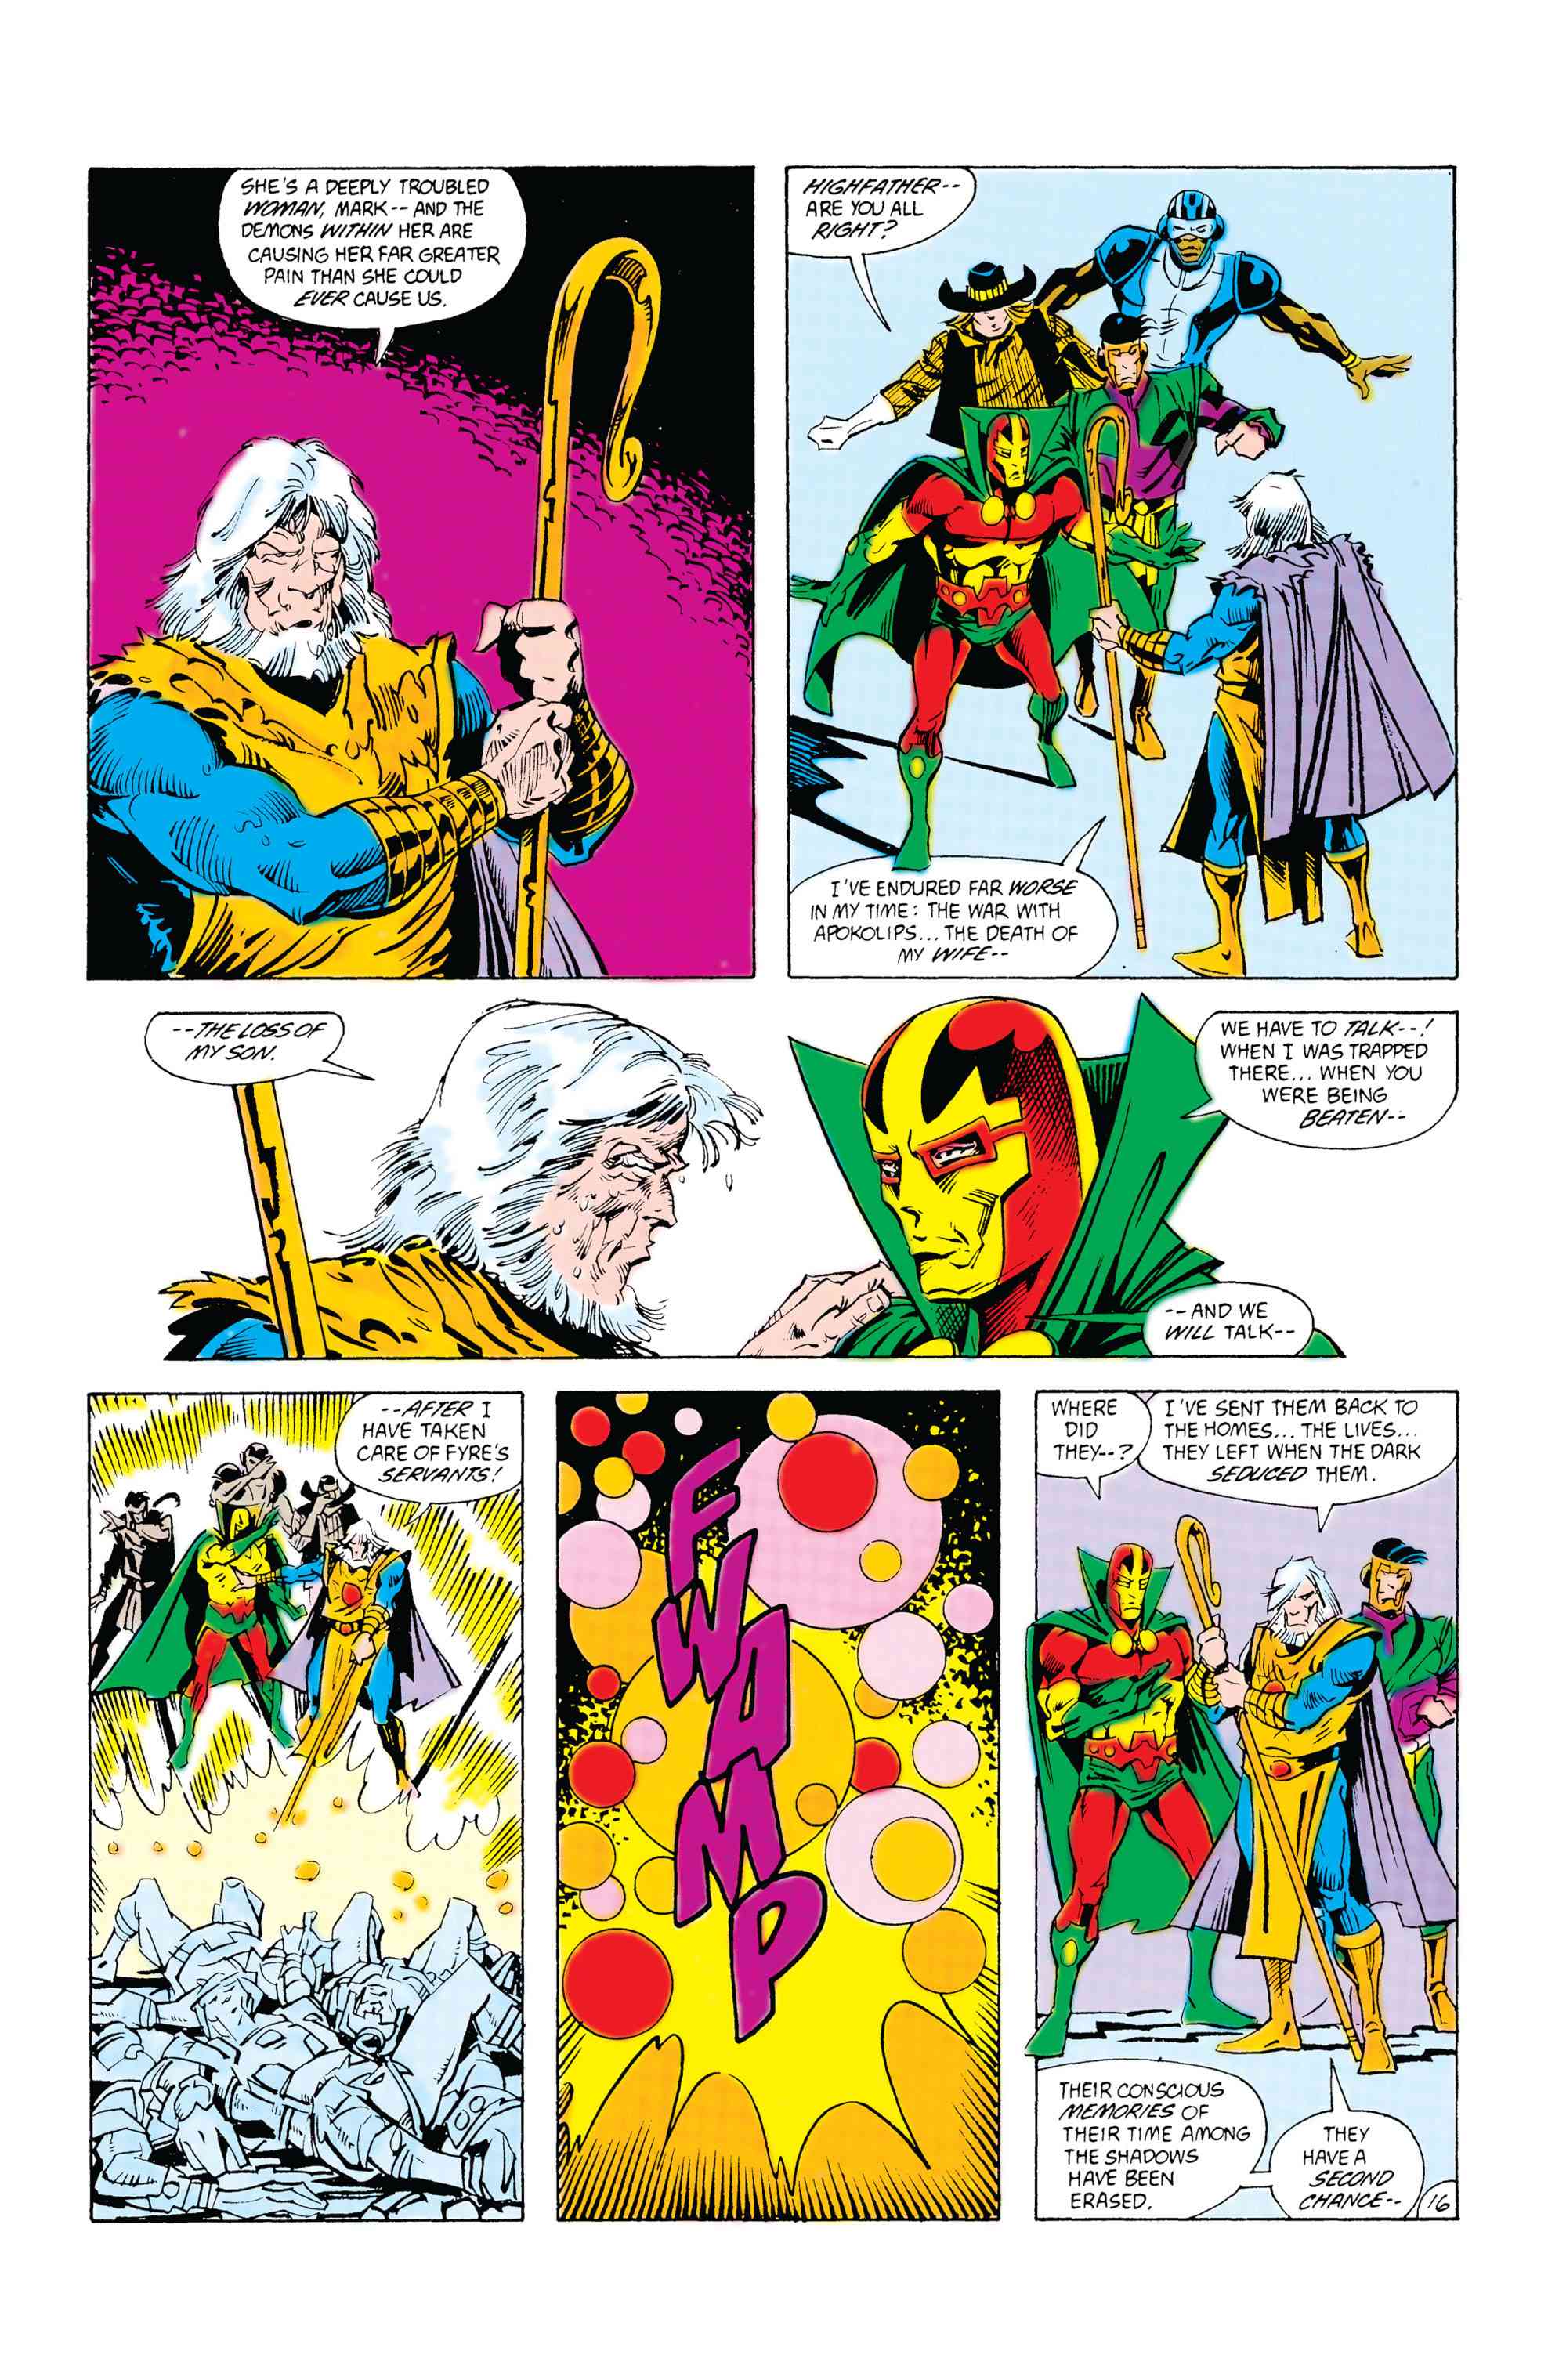 SHE'S A DEEPLY TROUBLED
WOMAN, MARK-- AND THE
DEMONS WITHIN HER ARE
CAUSING HER FAR GREATER
PAIN THAN SHE COULD
EVER CAUSE US.
HIGHFATHER--
ARE YOU ALL
RIGHT?
I'VE ENDURED FAR WORSE
IN MY TIME: THE WAR WITH
APOKOLIPS... THE DEATH OF
MY WIFE--
--THE LOSS OF
MY SON.
WE HAVE TO TALK--!
WHEN I WAS TRAPPED
THERE... WHEN YOU
WERE BEING
BEATEN--
--AND WE
WILL TALK--
--AFTER I
HAVE TAKEN
CARE OF FYRE'S
SERVANTS!
FWAMP
WHERE
DID
THEY--?
I'VE SENT THEM BACK TO
THE HOMES... THE LIVES...
THEY LEFT WHEN THE DARK
SEDUCED THEM.
THEIR CONSCIOUS
MEMORIES OF
THEIR TIME AMONG
THE SHADOWS
HAVE BEEN
ERASED.
THEY
HAVE A
SECOND
CHANCE--
16